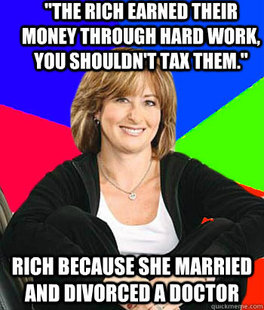 "THE RICH EARNED THEIR
MONEY THROUGH HARD WORK,
YOU SHOULDN'T TAX THEM."
RICH BECAUSE SHE MARRIED
AND DIVORCED A DOCTOR
quickmeme.com